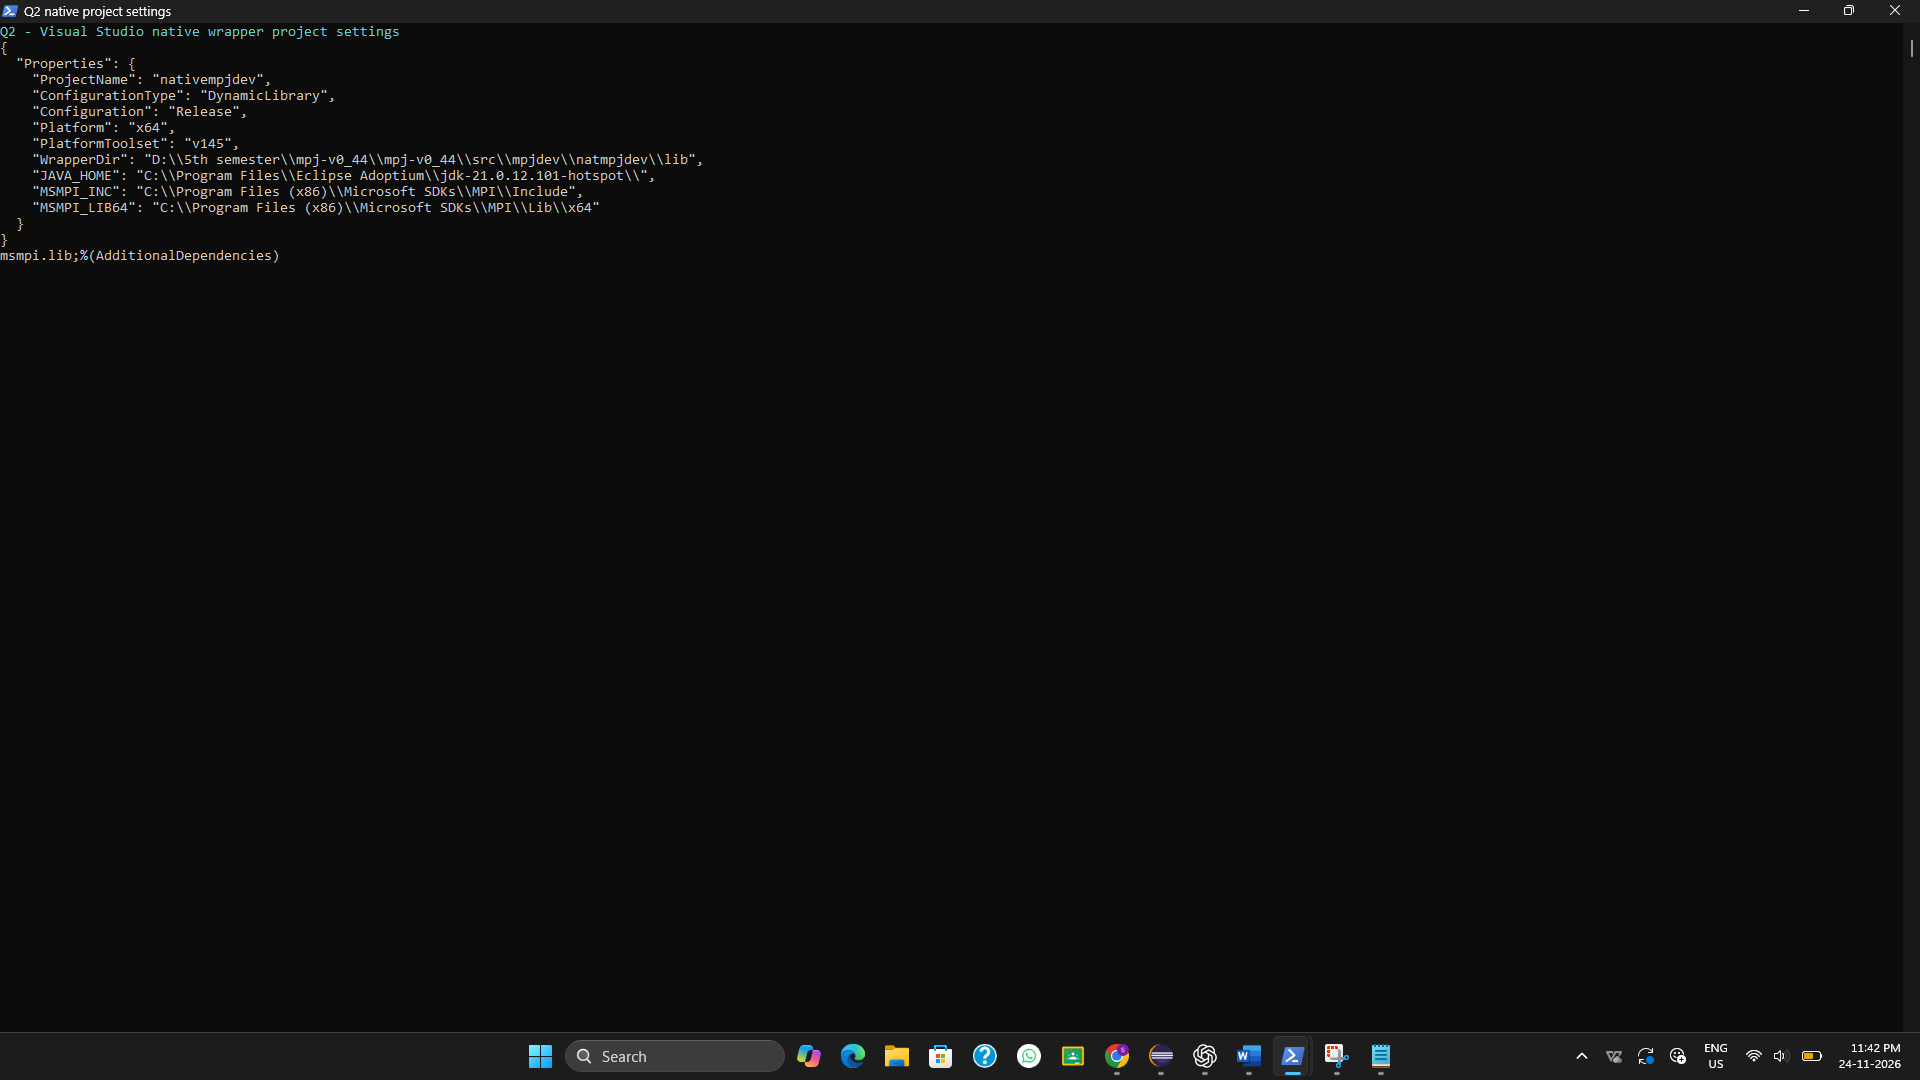 Q2 native project settings
Q2 - Visual Studio native wrapper project settings
{
  "Properties": {
    "ProjectName": "nativempjdev",
    "ConfigurationType": "DynamicLibrary",
    "Configuration": "Release",
    "Platform": "x64",
    "PlatformToolset": "v145",
    "WrapperDir": "D:\\5th semester\\mpj-v0_44\\mpj-v0_44\\src\\mpjdev\\natmpjdev\\lib",
    "JAVA_HOME": "C:\\Program Files\\Eclipse Adoptium\\jdk-21.0.12.101-hotspot\\",
    "MSMPI_INC": "C:\\Program Files (x86)\\Microsoft SDKs\\MPI\\Include",
    "MSMPI_LIB64": "C:\\Program Files (x86)\\Microsoft SDKs\\MPI\\Lib\\x64"
  }
}
msmpi.lib;%(AdditionalDependencies)
Search
ENG
US
11:42 PM
24-11-2026